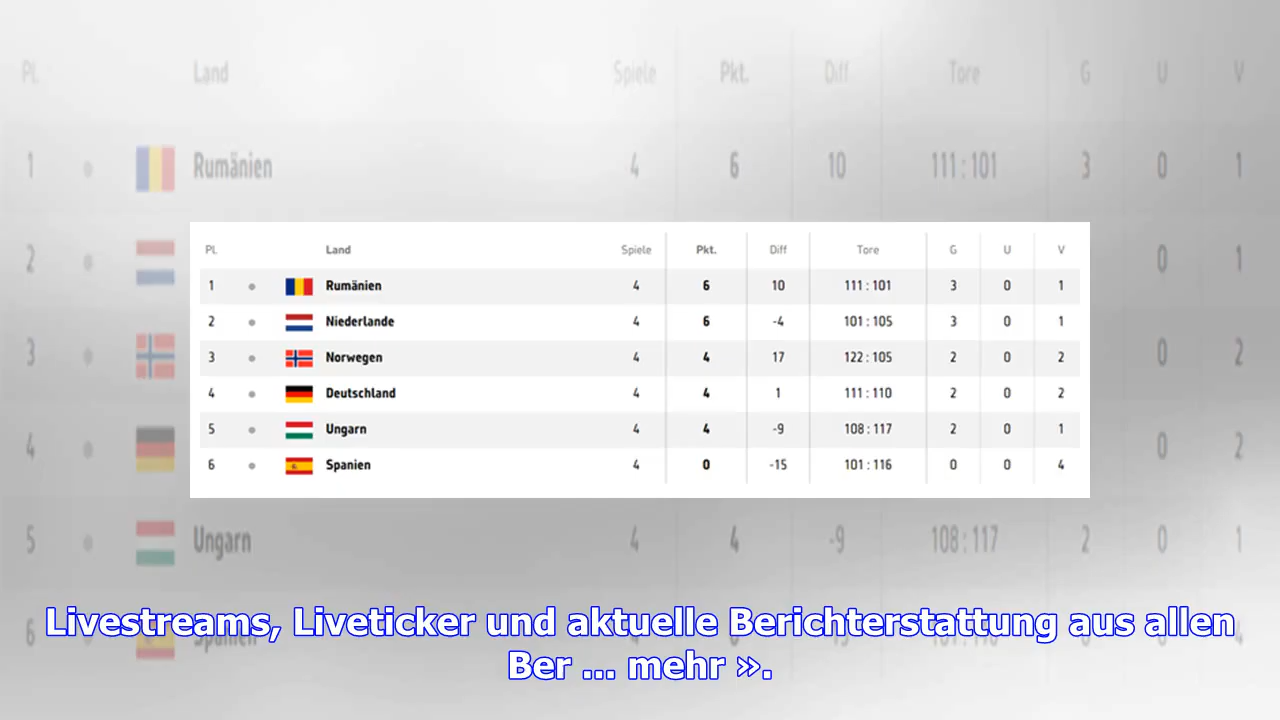 Pl. Land Spiele Pkt. Diff Tore G U V
1 Rumänien 4 6 10 111 : 101 3 0 1
2 Niederlande 4 6 -4 101 : 105 3 0 1
3 Norwegen 4 4 17 122 : 105 2 0 2
4 Deutschland 4 4 1 111 : 110 2 0 2
5 Ungarn 4 4 -9 108 : 117 2 0 1
6 Spanien 4 0 -15 101 : 116 0 0 4
Livestreams, Liveticker und aktuelle Berichterstattung aus allen
Ber ... mehr ».